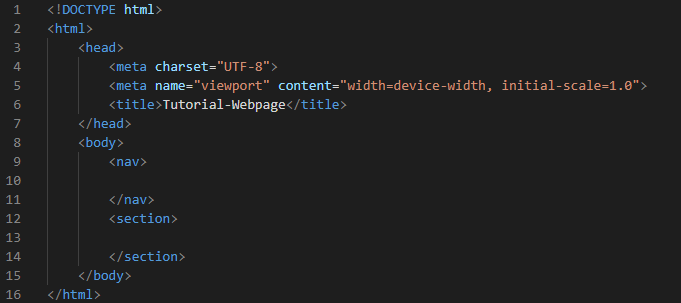 1 <!DOCTYPE html>
2 <html>
3     <head>
4         <meta charset="UTF-8">
5         <meta name="viewport" content="width=device-width, initial-scale=1.0">
6         <title>Tutorial-Webpage</title>
7     </head>
8     <body>
9         <nav>
10
11         </nav>
12         <section>
13
14         </section>
15     </body>
16 </html>